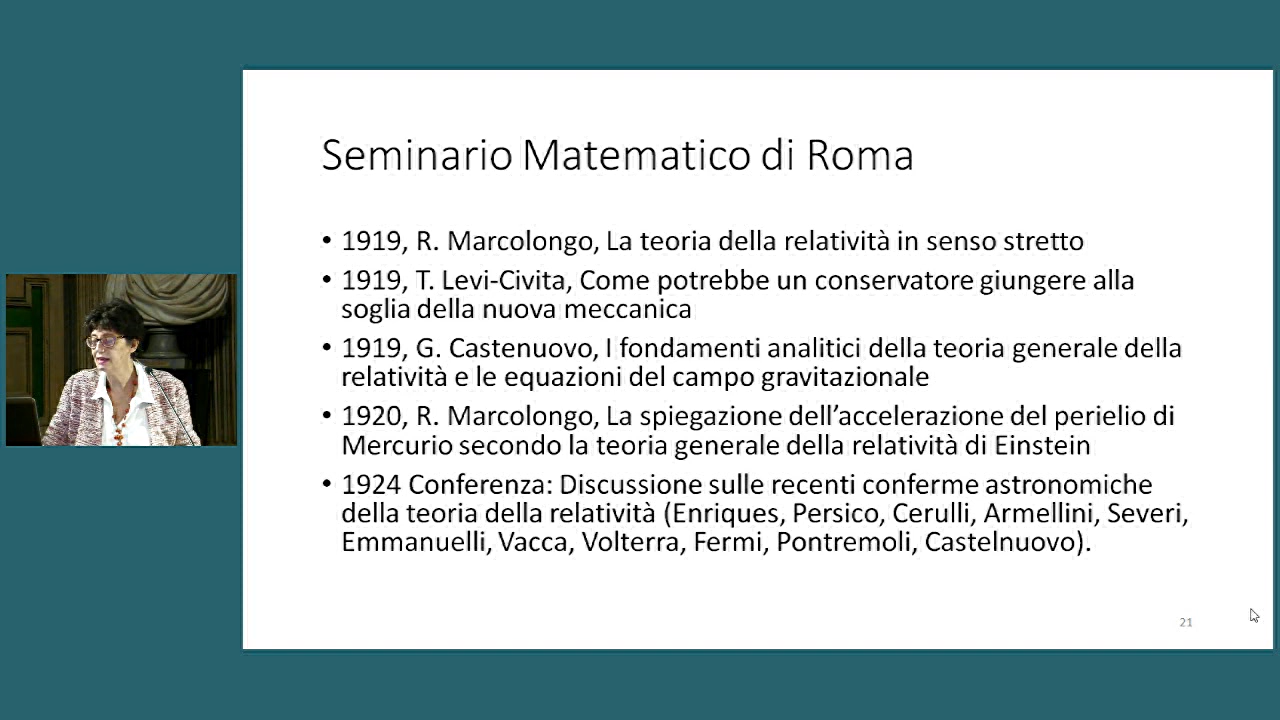 Seminario Matematico di Roma
• 1919, R. Marcolongo, La teoria della relatività in senso stretto
• 1919, T. Levi-Civita, Come potrebbe un conservatore giungere alla
soglia della nuova meccanica
• 1919, G. Castenuovo, I fondamenti analitici della teoria generale della
relatività e le equazioni del campo gravitazionale
• 1920, R. Marcolongo, La spiegazione dell’accelerazione del perielio di
Mercurio secondo la teoria generale della relatività di Einstein
• 1924 Conferenza: Discussione sulle recenti conferme astronomiche
della teoria della relatività (Enriques, Persico, Cerulli, Armellini, Severi,
Emmanuelli, Vacca, Volterra, Fermi, Pontremoli, Castelnuovo).
21